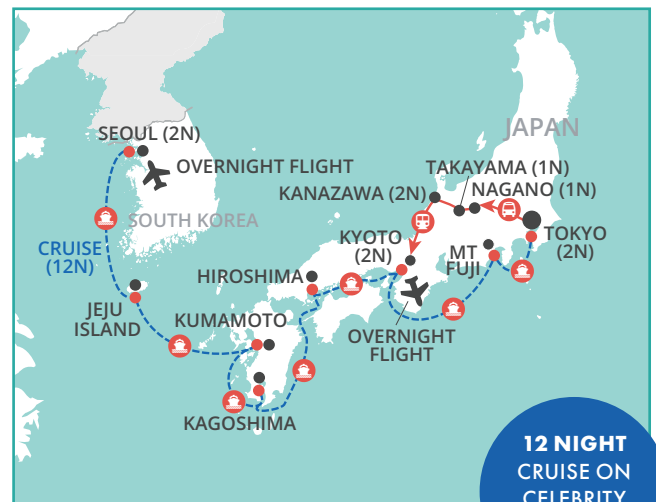 JAPAN
SEOUL (2N)
OVERNIGHT FLIGHT
TAKAYAMA (1N)
NAGANO (1N)
KANAZAWA (2N)
SOUTH KOREA
TOKYO
(2N)
KYOTO
(2N)
MT
FUJI
CRUISE
(12N)
HIROSHIMA
JEJU
ISLAND
KUMAMOTO
OVERNIGHT
FLIGHT
KAGOSHIMA
12 NIGHT
CRUISE ON
CELEBRITY